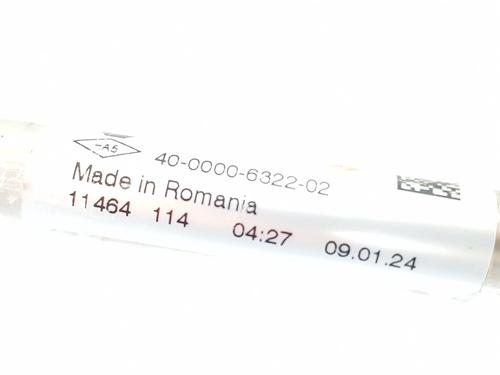 -A5 40-0000-6322-02
Made in Romania
11464 114 04:27 09.01.24